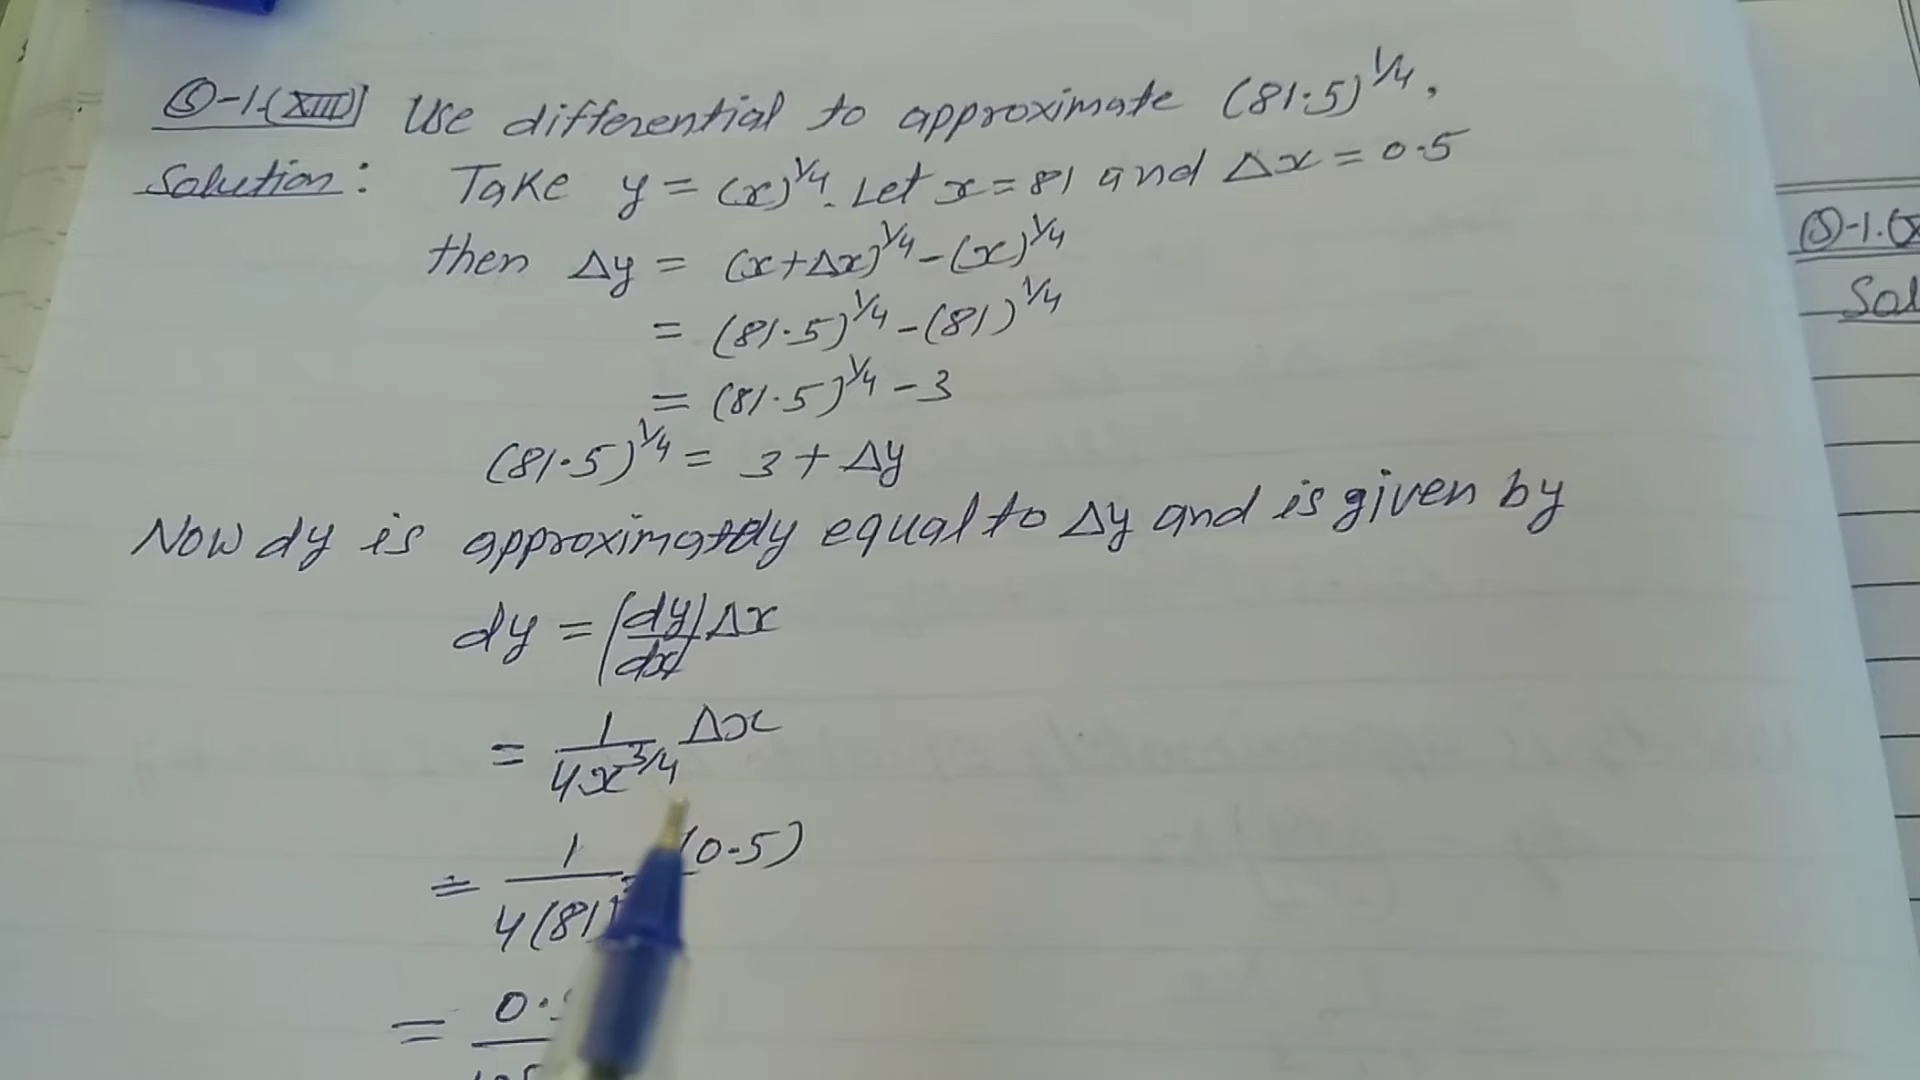 Q-1.(XIII) Use differential to approximate (81.5)^1/4.
Solution: Take y = (x)^1/4. Let x = 81 and Δx = 0.5
then Δy = (x+Δx)^1/4 - (x)^1/4
= (81.5)^1/4 - (81)^1/4
= (81.5)^1/4 - 3
(81.5)^1/4 = 3 + Δy
Now dy is approximately equal to Δy and is given by
dy = (dy/dx) Δx
= 1/4x^3/4 Δx
= 1/4(81) (0.5)
= 0.